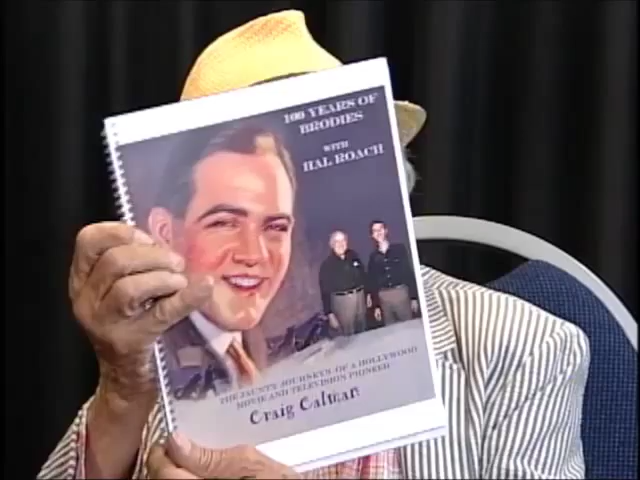 100 YEARS OF
BRODIES
WITH
HAL ROACH
THE JAUNTY JOURNEYS OF A HOLLYWOOD
MOVIE AND TELEVISION PIONEER
Craig Calman